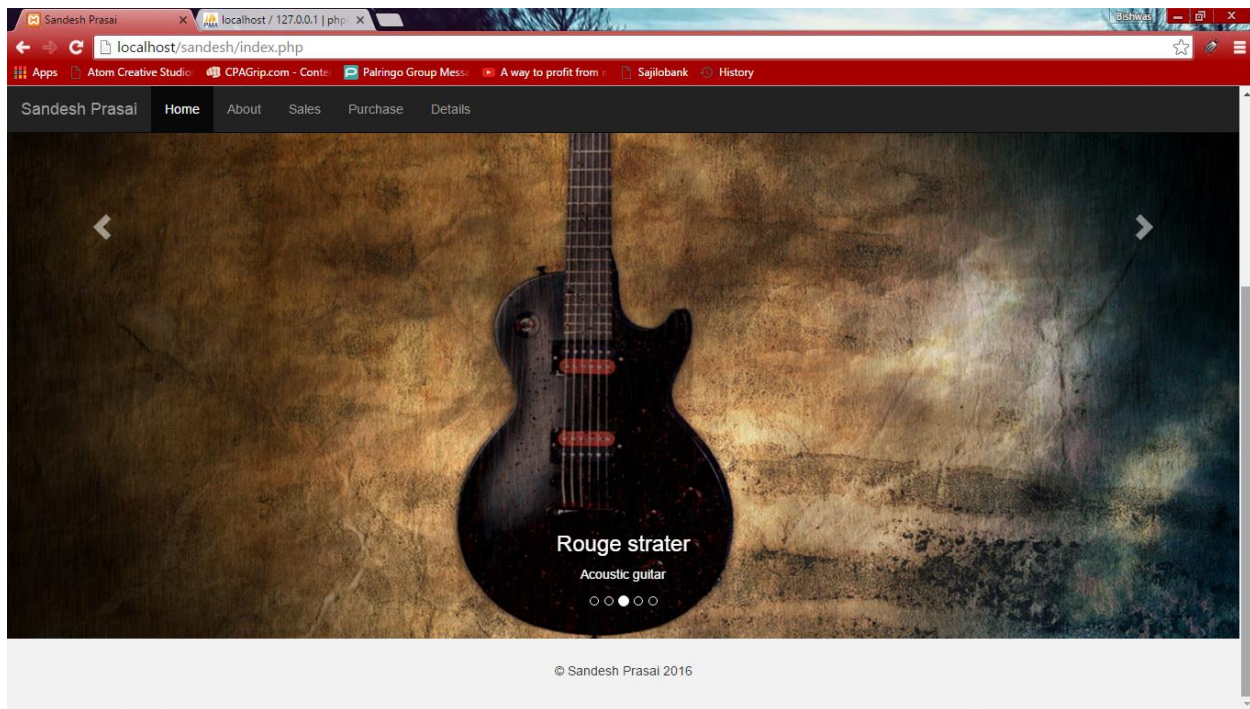 Sandesh Prasai
localhost / 127.0.0.1 | php
Bishwas
localhost/sandesh/index.php
Apps Atom Creative Studio CPAGrip.com - Conte Palringo Group Messa A way to profit from Sajilobank History
Sandesh Prasai Home About Sales Purchase Details
Rouge strater
Acoustic guitar
© Sandesh Prasai 2016